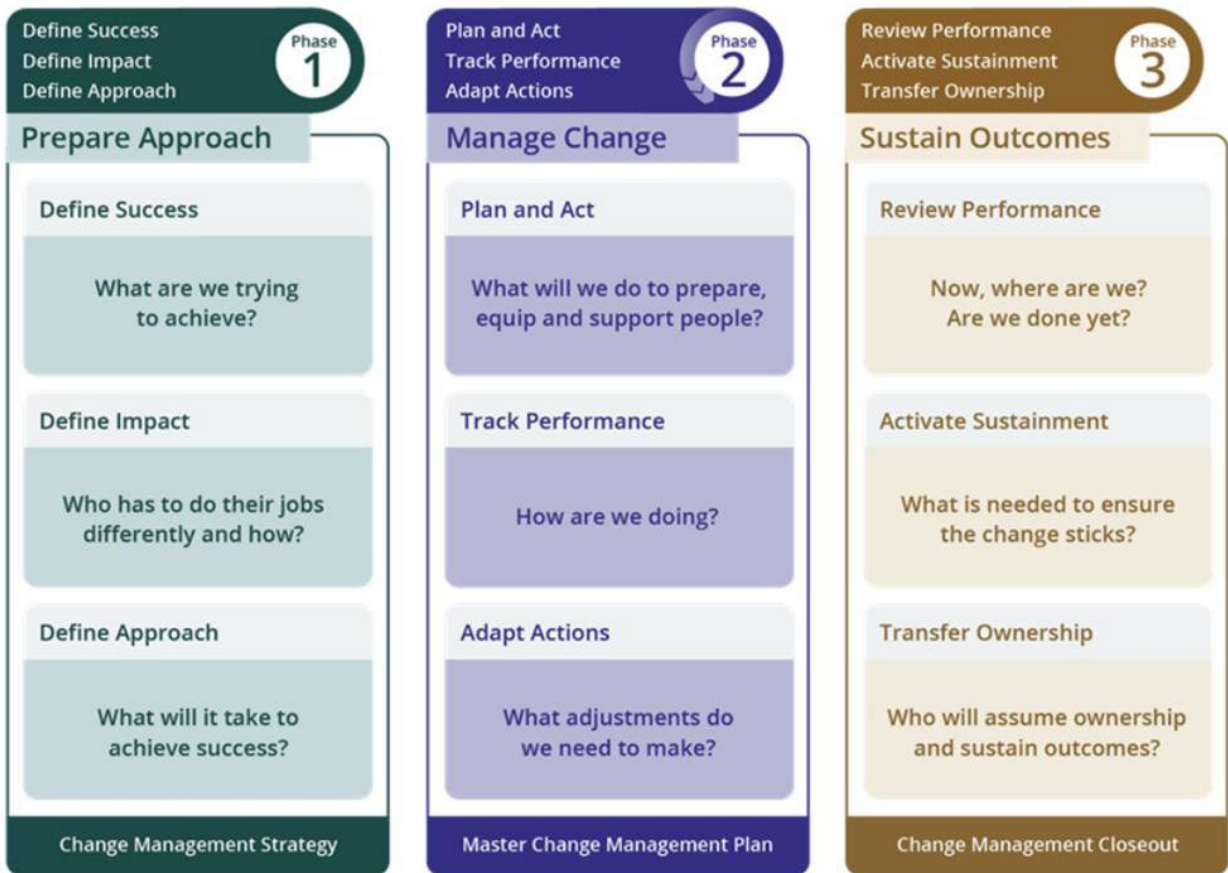 Define Success
Define Impact
Define Approach
Phase
1
Prepare Approach
Define Success
What are we trying
to achieve?
Define Impact
Who has to do their jobs
differently and how?
Define Approach
What will it take to
achieve success?
Change Management Strategy
Plan and Act
Track Performance
Adapt Actions
Phase
2
Manage Change
Plan and Act
What will we do to prepare,
equip and support people?
Track Performance
How are we doing?
Adapt Actions
What adjustments do
we need to make?
Master Change Management Plan
Review Performance
Activate Sustainment
Transfer Ownership
Phase
3
Sustain Outcomes
Review Performance
Now, where are we?
Are we done yet?
Activate Sustainment
What is needed to ensure
the change sticks?
Transfer Ownership
Who will assume ownership
and sustain outcomes?
Change Management Closeout